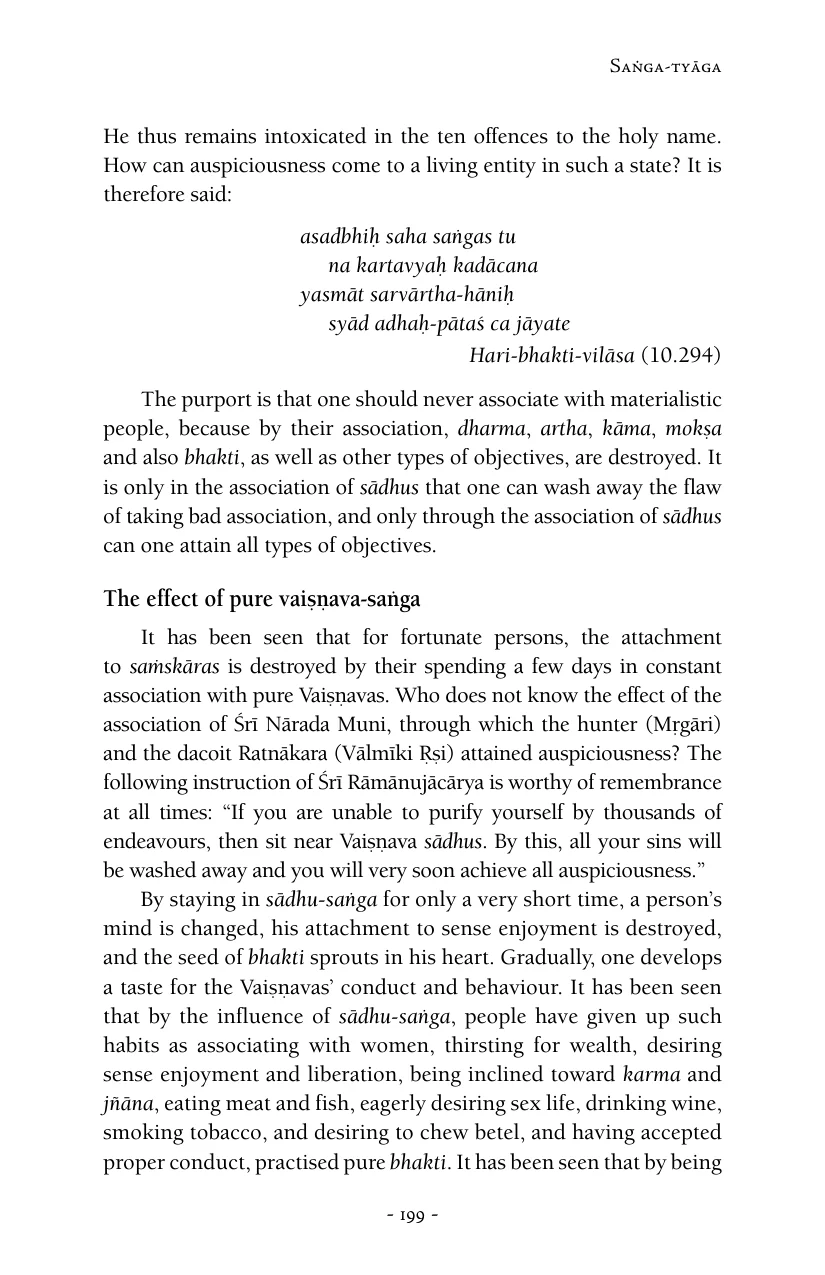 Saṅga-tyāga
He thus remains intoxicated in the ten offences to the holy name.
How can auspiciousness come to a living entity in such a state? It is
therefore said:
asadbhiḥ saha saṅgas tu
na kartavyaḥ kadācana
yasmāt sarvārtha-hāniḥ
syād adhaḥ-pātaś ca jāyate
Hari-bhakti-vilāsa (10.294)
The purport is that one should never associate with materialistic
people, because by their association, dharma, artha, kāma, mokṣa
and also bhakti, as well as other types of objectives, are destroyed. It
is only in the association of sādhus that one can wash away the flaw
of taking bad association, and only through the association of sādhus
can one attain all types of objectives.
The effect of pure vaiṣṇava-saṅga
It has been seen that for fortunate persons, the attachment
to saṁskāras is destroyed by their spending a few days in constant
association with pure Vaiṣṇavas. Who does not know the effect of the
association of Śrī Nārada Muni, through which the hunter (Mṛgāri)
and the dacoit Ratnākara (Vālmīki Ṛṣi) attained auspiciousness? The
following instruction of Śrī Rāmānujācārya is worthy of remembrance
at all times: “If you are unable to purify yourself by thousands of
endeavours, then sit near Vaiṣṇava sādhus. By this, all your sins will
be washed away and you will very soon achieve all auspiciousness.”
By staying in sādhu-saṅga for only a very short time, a person’s
mind is changed, his attachment to sense enjoyment is destroyed,
and the seed of bhakti sprouts in his heart. Gradually, one develops
a taste for the Vaiṣṇavas’ conduct and behaviour. It has been seen
that by the influence of sādhu-saṅga, people have given up such
habits as associating with women, thirsting for wealth, desiring
sense enjoyment and liberation, being inclined toward karma and
jñāna, eating meat and fish, eagerly desiring sex life, drinking wine,
smoking tobacco, and desiring to chew betel, and having accepted
proper conduct, practised pure bhakti. It has been seen that by being
- 199 -